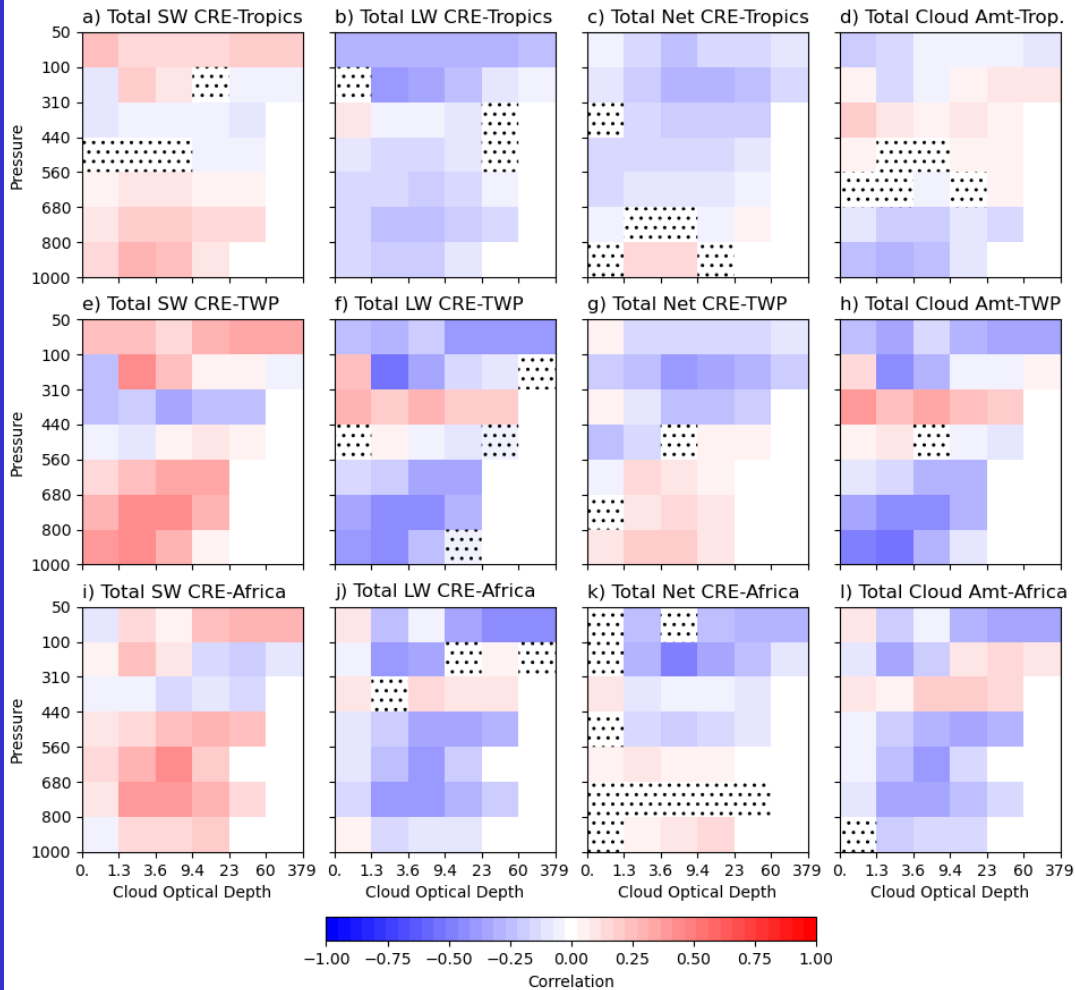 a) Total SW CRE-Tropics b) Total LW CRE-Tropics c) Total Net CRE-Tropics d) Total Cloud Amt-Trop.
50
100
310
440
560
680
800
1000
Pressure
e) Total SW CRE-TWP f) Total LW CRE-TWP g) Total Net CRE-TWP h) Total Cloud Amt-TWP
50
100
310
440
560
680
800
1000
Pressure
i) Total SW CRE-Africa j) Total LW CRE-Africa k) Total Net CRE-Africa l) Total Cloud Amt-Africa
50
100
310
440
560
680
800
1000
Pressure
0. 1.3 3.6 9.4 23 60 379 0. 1.3 3.6 9.4 23 60 379 0. 1.3 3.6 9.4 23 60 379 0. 1.3 3.6 9.4 23 60 379
Cloud Optical Depth Cloud Optical Depth Cloud Optical Depth Cloud Optical Depth
−1.00 −0.75 −0.50 −0.25 0.00 0.25 0.50 0.75 1.00
Correlation